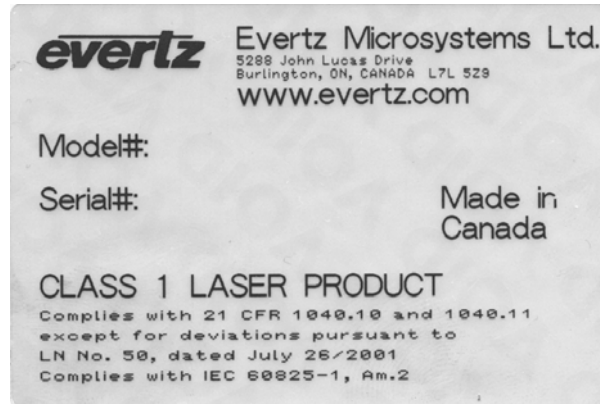 evertz
Evertz Microsystems Ltd.
5288 John Lucas Drive
Burlington, ON, CANADA L7L 5Z9
www.evertz.com
Model#:
Serial#:
Made in
Canada
CLASS 1 LASER PRODUCT
Complies with 21 CFR 1040.10 and 1040.11
except for deviations pursuant to
LN No. 50, dated July 26/2001
Complies with IEC 60825-1, Am.2